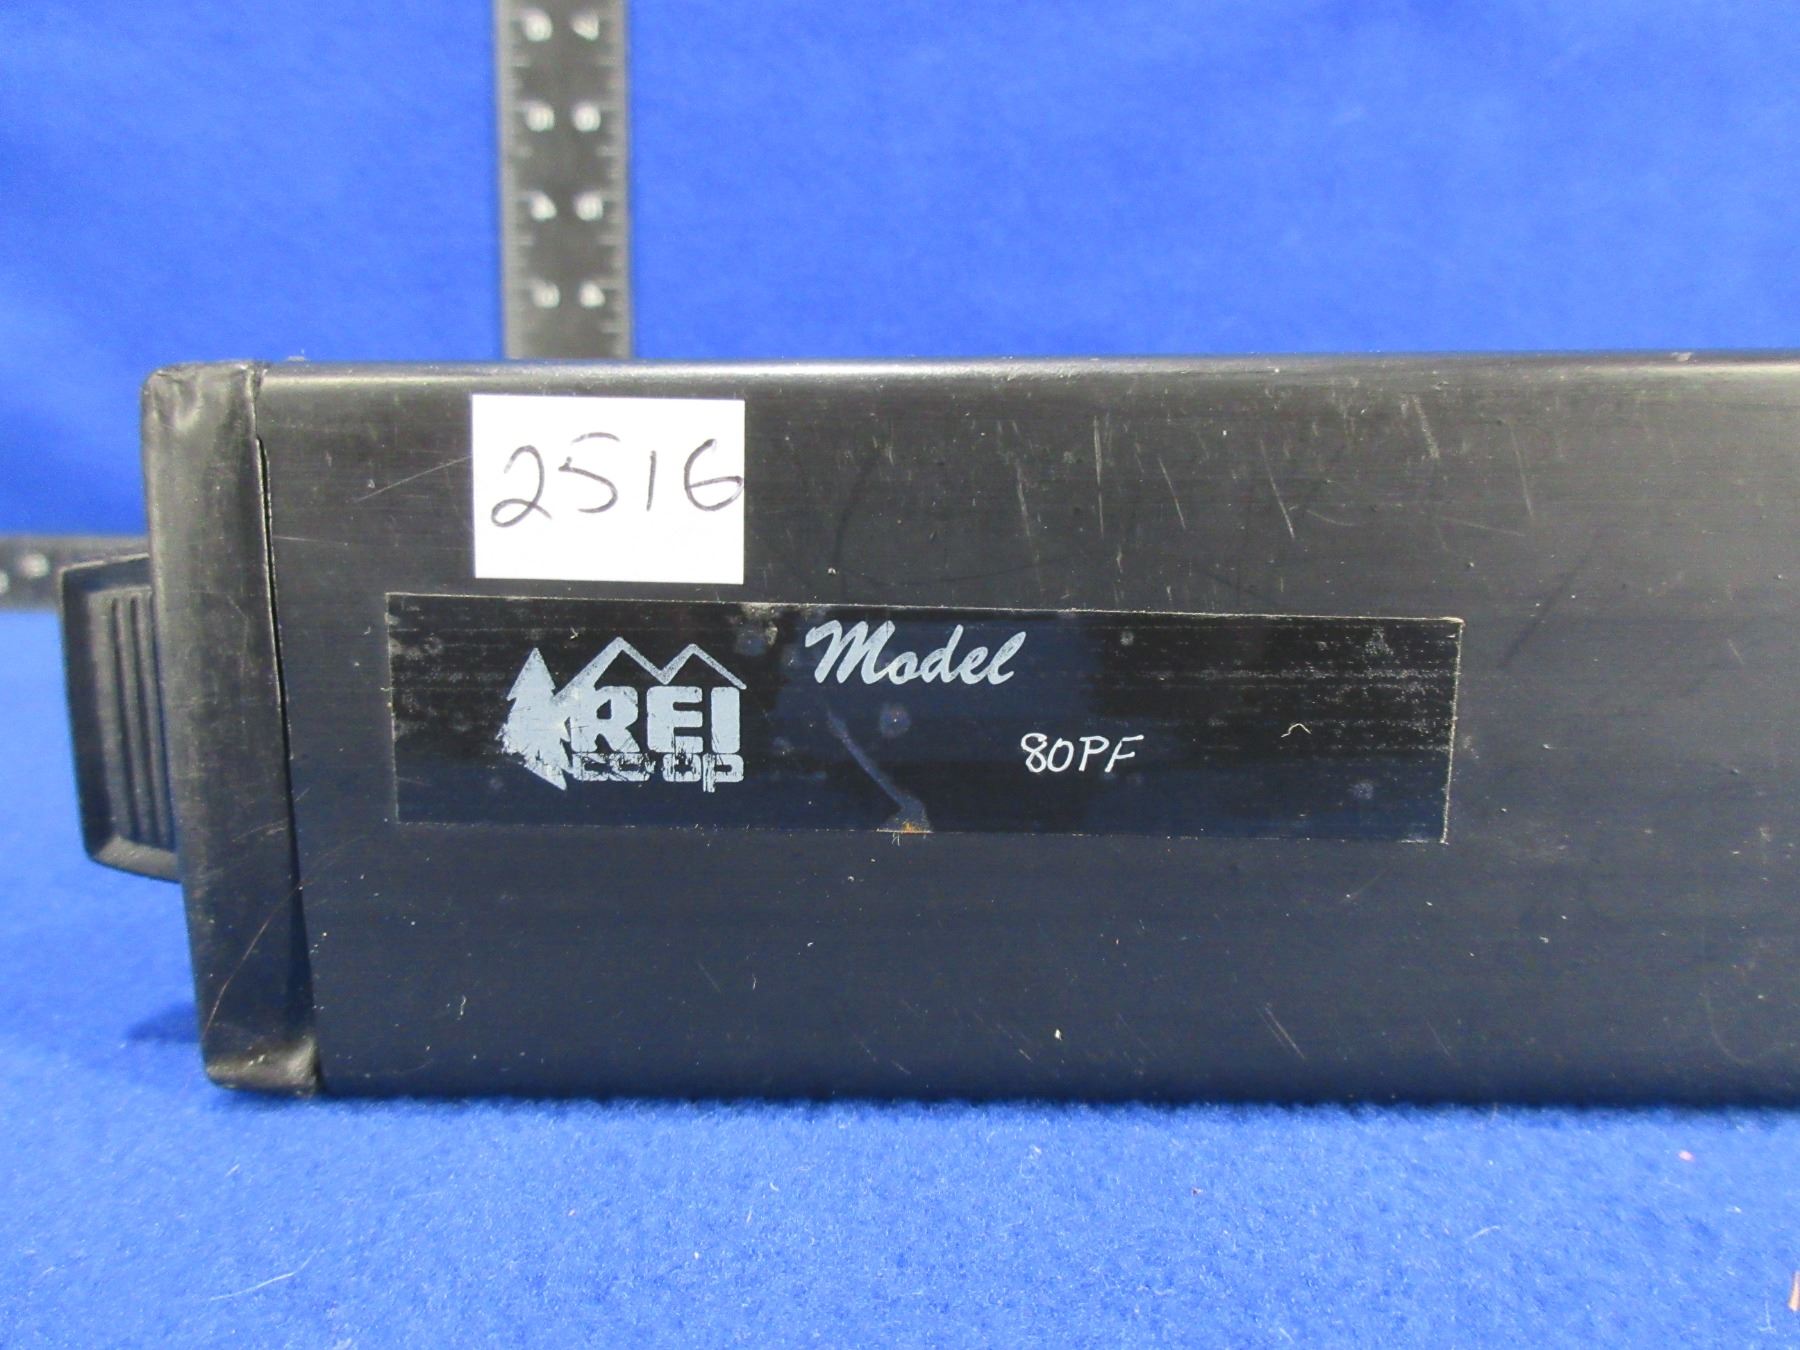 2516
REI
co-op
Model
80PF